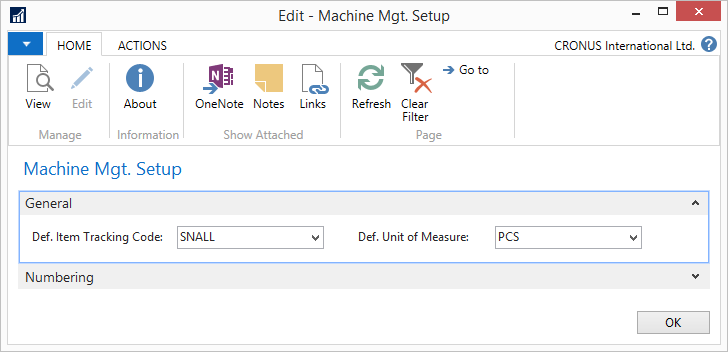 Edit - Machine Mgt. Setup
HOME ACTIONS CRONUS International Ltd. ?
View Edit About OneNote Notes Links Refresh Clear Filter Go to
Manage Information Show Attached Page
Machine Mgt. Setup
General
Def. Item Tracking Code: SNALL Def. Unit of Measure: PCS
Numbering
OK